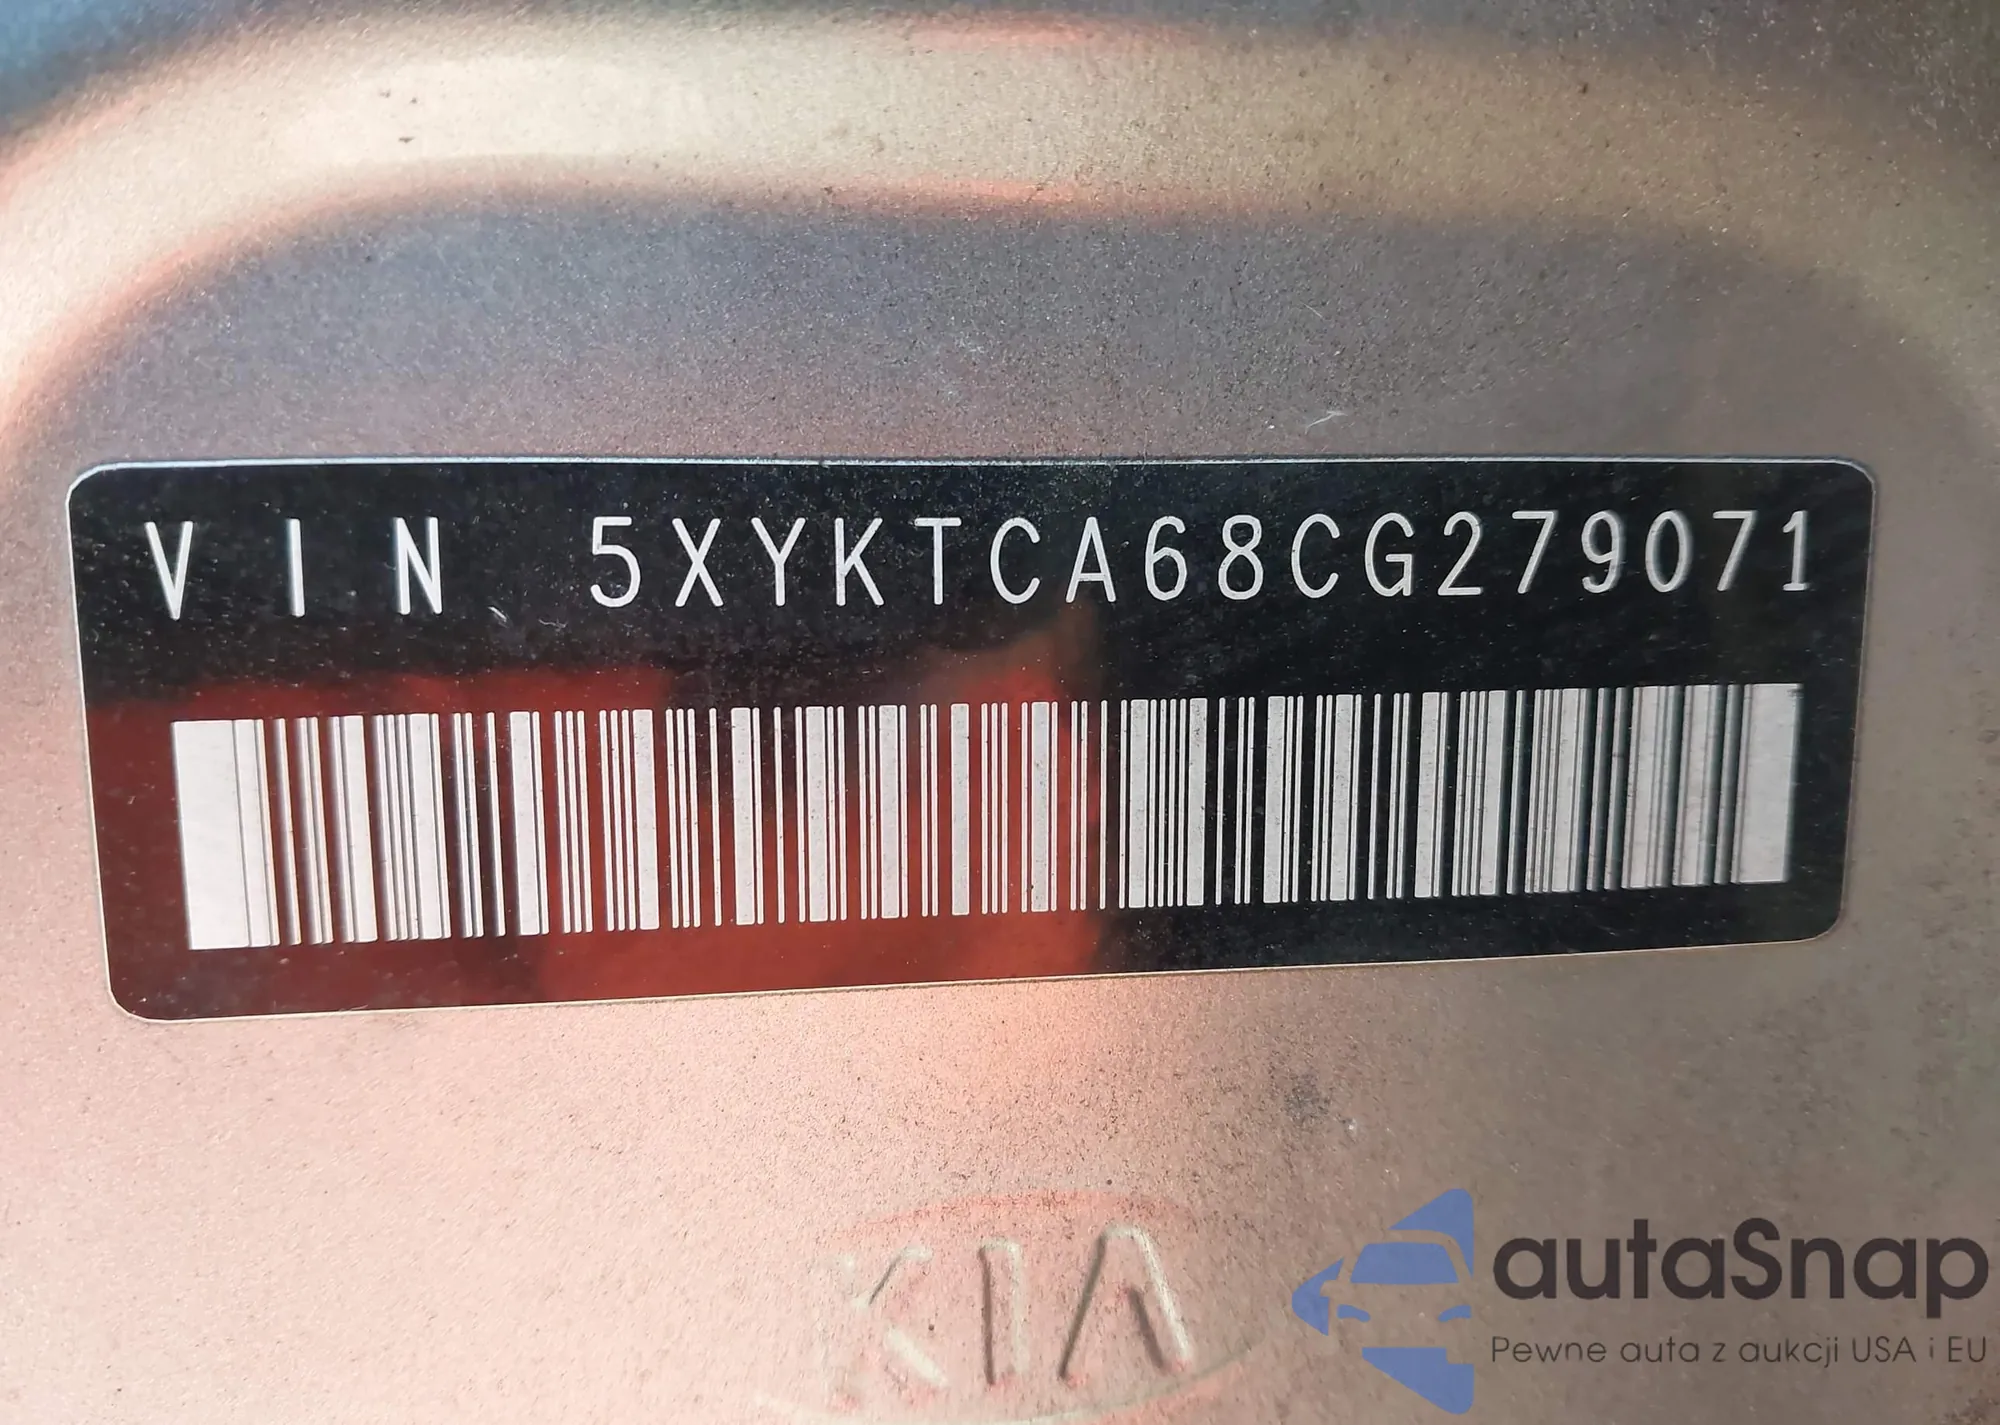 VIN 5XYKTCA68CG279071
KIA
autaSnap
Pewne auta z aukcji USA i EU